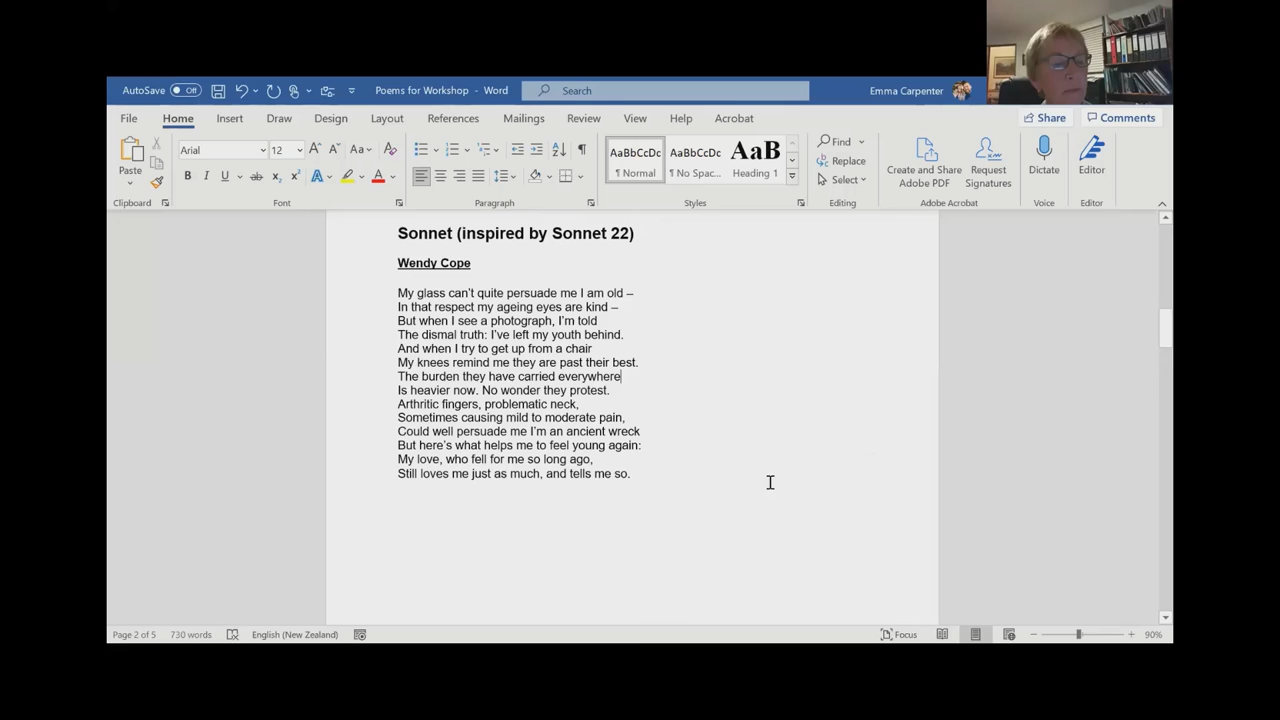 AutoSave Off Poems for Workshop - Word Search Emma Carpenter
File Home Insert Draw Design Layout References Mailings Review View Help Acrobat Share Comments
Arial 12 Aa AaBbCcDc AaBbCcDc AaB Find
Paste Replace Create and Share Request Dictate Editor
B I U ab x₂ x² A A ¶ Normal ¶ No Spac... Heading 1 Select Adobe PDF Signatures
Clipboard Font Paragraph Styles Editing Adobe Acrobat Voice Editor
Sonnet (inspired by Sonnet 22)
Wendy Cope
My glass can't quite persuade me I am old –
In that respect my ageing eyes are kind –
But when I see a photograph, I'm told
The dismal truth: I've left my youth behind.
And when I try to get up from a chair
My knees remind me they are past their best.
The burden they have carried everywhere
Is heavier now. No wonder they protest.
Arthritic fingers, problematic neck,
Sometimes causing mild to moderate pain,
Could well persuade me I'm an ancient wreck
But here's what helps me to feel young again:
My love, who fell for me so long ago,
Still loves me just as much, and tells me so.
Page 2 of 5 730 words English (New Zealand) Focus 90%